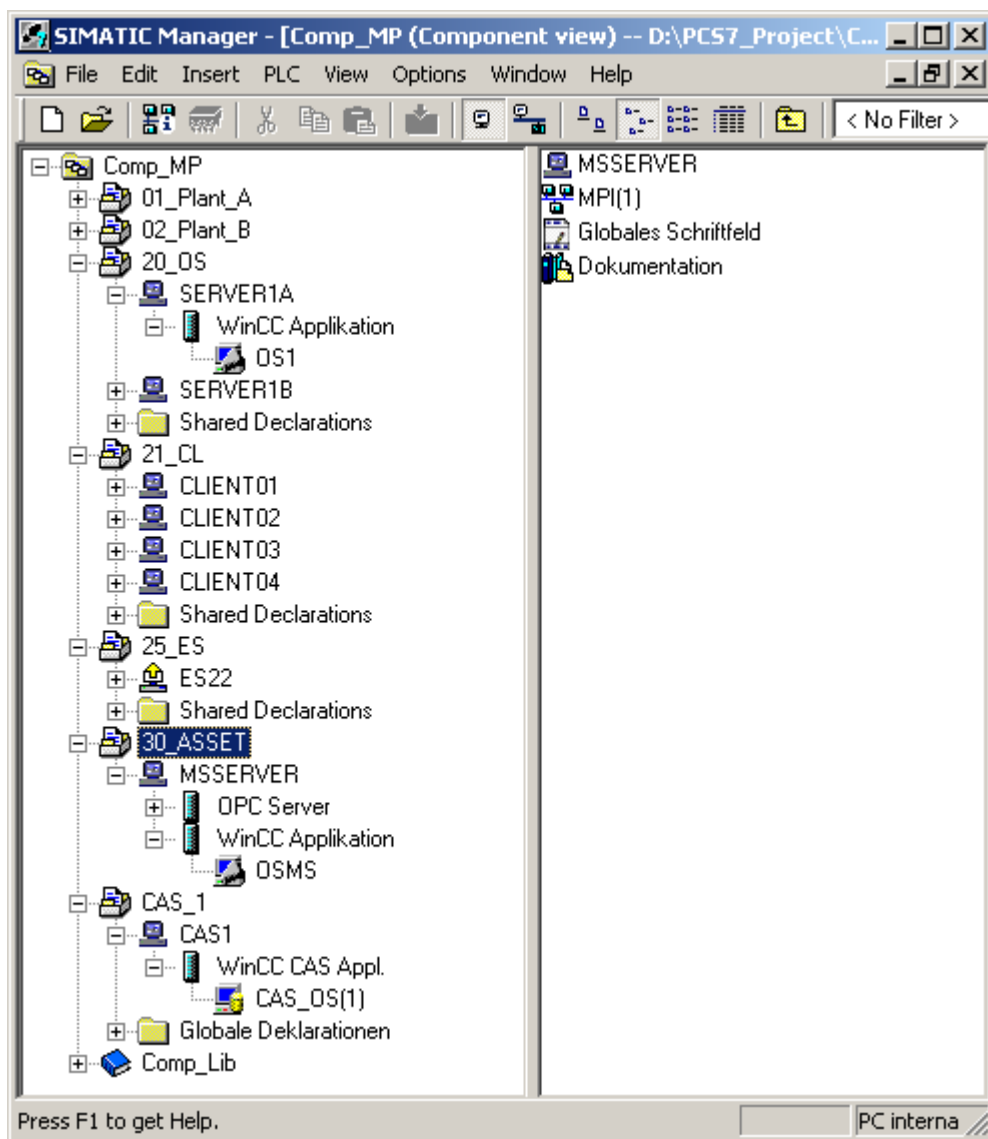 SIMATIC Manager - [Comp_MP (Component view) -- D:\PCS7_Project\C...
File Edit Insert PLC View Options Window Help
< No Filter >
Comp_MP
01_Plant_A
02_Plant_B
20_OS
SERVER1A
WinCC Applikation
OS1
SERVER1B
Shared Declarations
21_CL
CLIENT01
CLIENT02
CLIENT03
CLIENT04
Shared Declarations
25_ES
ES22
Shared Declarations
30_ASSET
MSSERVER
OPC Server
WinCC Applikation
OSMS
CAS_1
CAS1
WinCC CAS Appl.
CAS_OS(1)
Globale Deklarationen
Comp_Lib
MSSERVER
MPI(1)
Globales Schriftfeld
Dokumentation
Press F1 to get Help.
PC interna